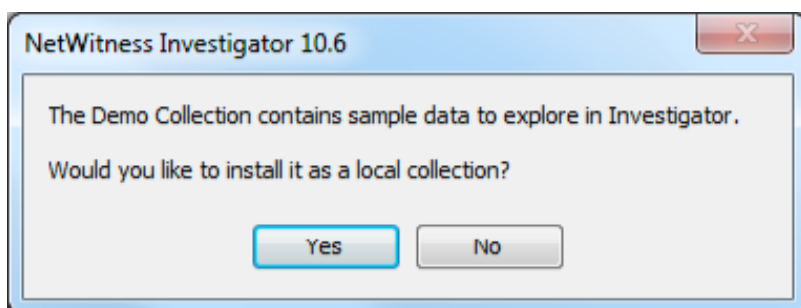 NetWitness Investigator 10.6
The Demo Collection contains sample data to explore in Investigator.
Would you like to install it as a local collection?
Yes No